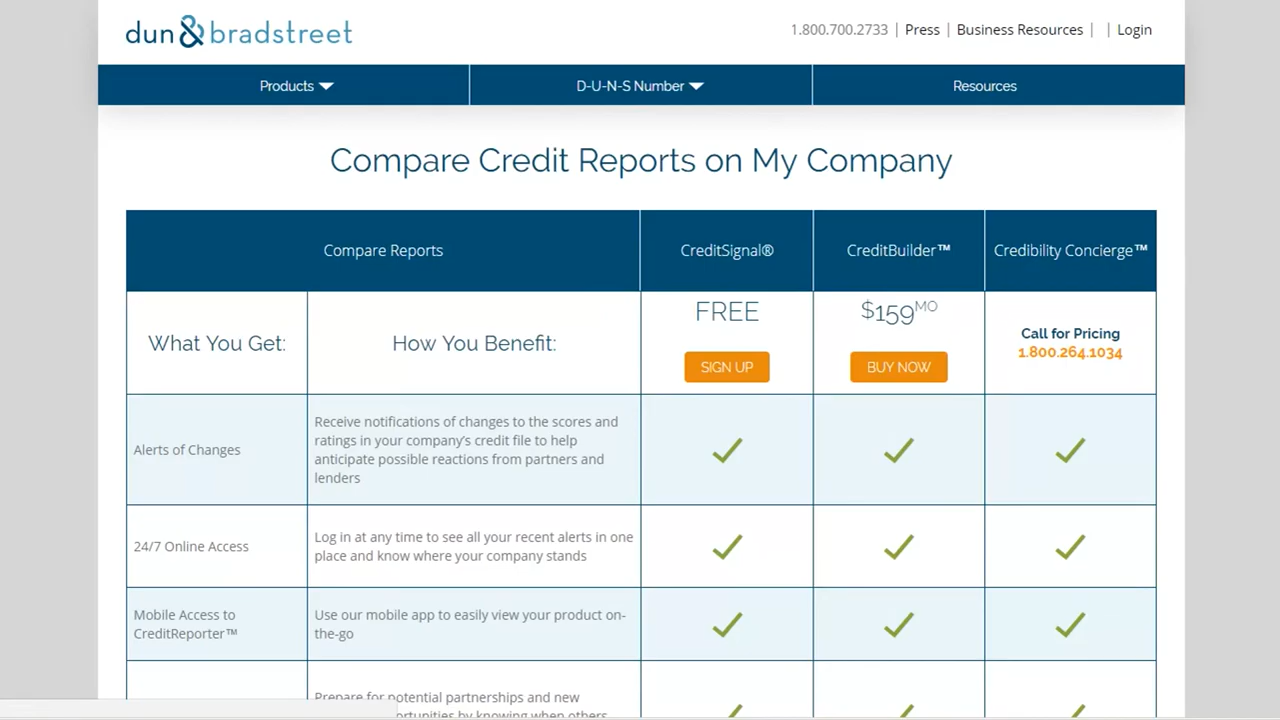 dun & bradstreet
1.800.700.2733 | Press | Business Resources | | Login
Products
D-U-N-S Number
Resources
Compare Credit Reports on My Company
Compare Reports
CreditSignal®
CreditBuilder™
Credibility Concierge™
What You Get:
How You Benefit:
FREE
SIGN UP
$159MO
BUY NOW
Call for Pricing
1.800.264.1034
Alerts of Changes
Receive notifications of changes to the scores and
ratings in your company's credit file to help
anticipate possible reactions from partners and
lenders
24/7 Online Access
Log in at any time to see all your recent alerts in one
place and know where your company stands
Mobile Access to
CreditReporter™
Use our mobile app to easily view your product on-
the-go
Prepare for potential partnerships and new
by knowing when others